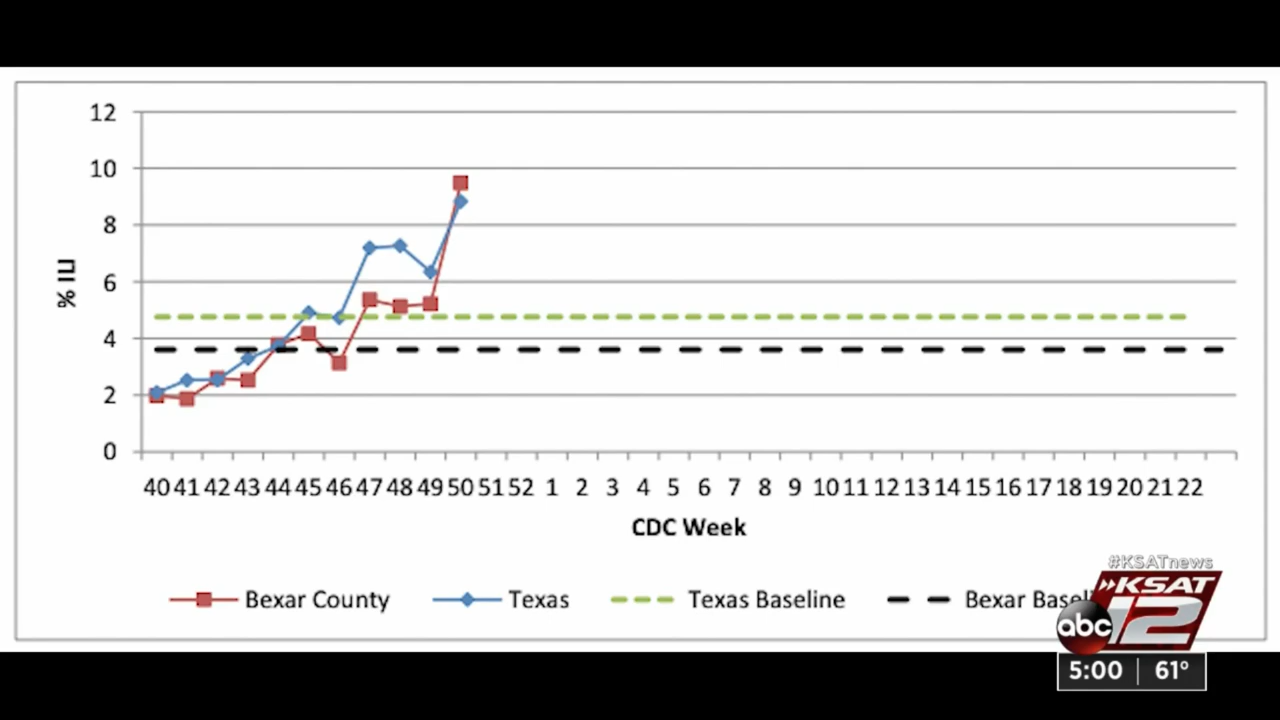 12
10
8
6
4
2
0
% ILI
40 41 42 43 44 45 46 47 48 49 50 51 52 1 2 3 4 5 6 7 8 9 10 11 12 13 14 15 16 17 18 19 20 21 22
CDC Week
Bexar County Texas Texas Baseline Bexar
#KSATnews
KSAT
abc 12
5:00 61°